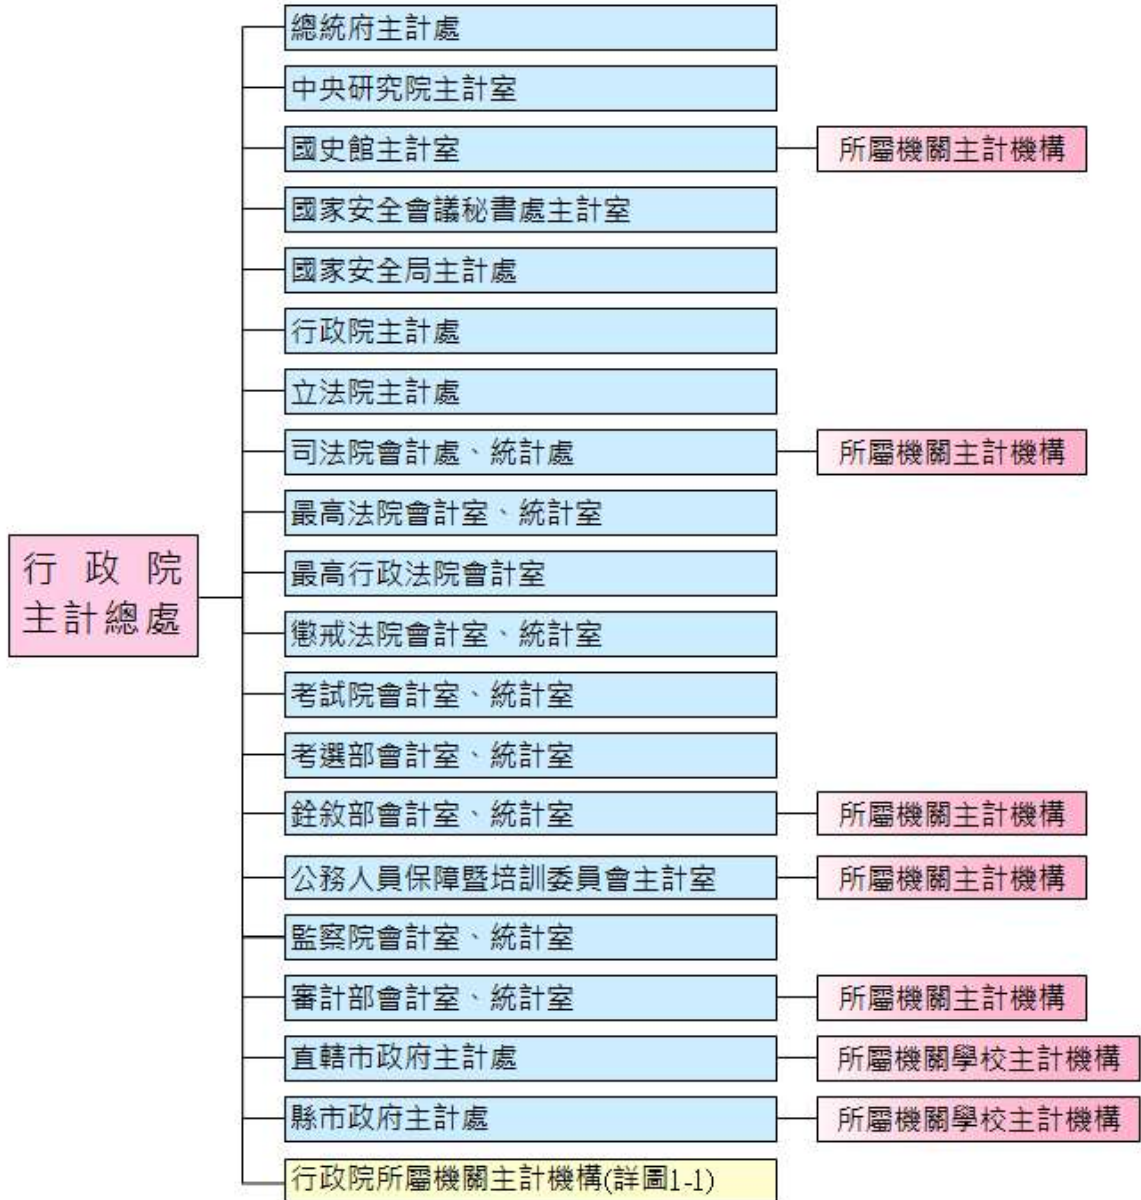 總統府主計處
中央研究院主計室
國史館主計室
所屬機關主計機構
國家安全會議秘書處主計室
國家安全局主計處
行政院主計處
立法院主計處
司法院會計處、統計處
所屬機關主計機構
最高法院會計室、統計室
行政院
主計總處
最高行政法院會計室
懲戒法院會計室、統計室
考試院會計室、統計室
考選部會計室、統計室
銓敘部會計室、統計室
所屬機關主計機構
公務人員保障暨培訓委員會主計室
所屬機關主計機構
監察院會計室、統計室
審計部會計室、統計室
所屬機關主計機構
直轄市政府主計處
所屬機關學校主計機構
縣市政府主計處
所屬機關學校主計機構
行政院所屬機關主計機構(詳圖1-1)